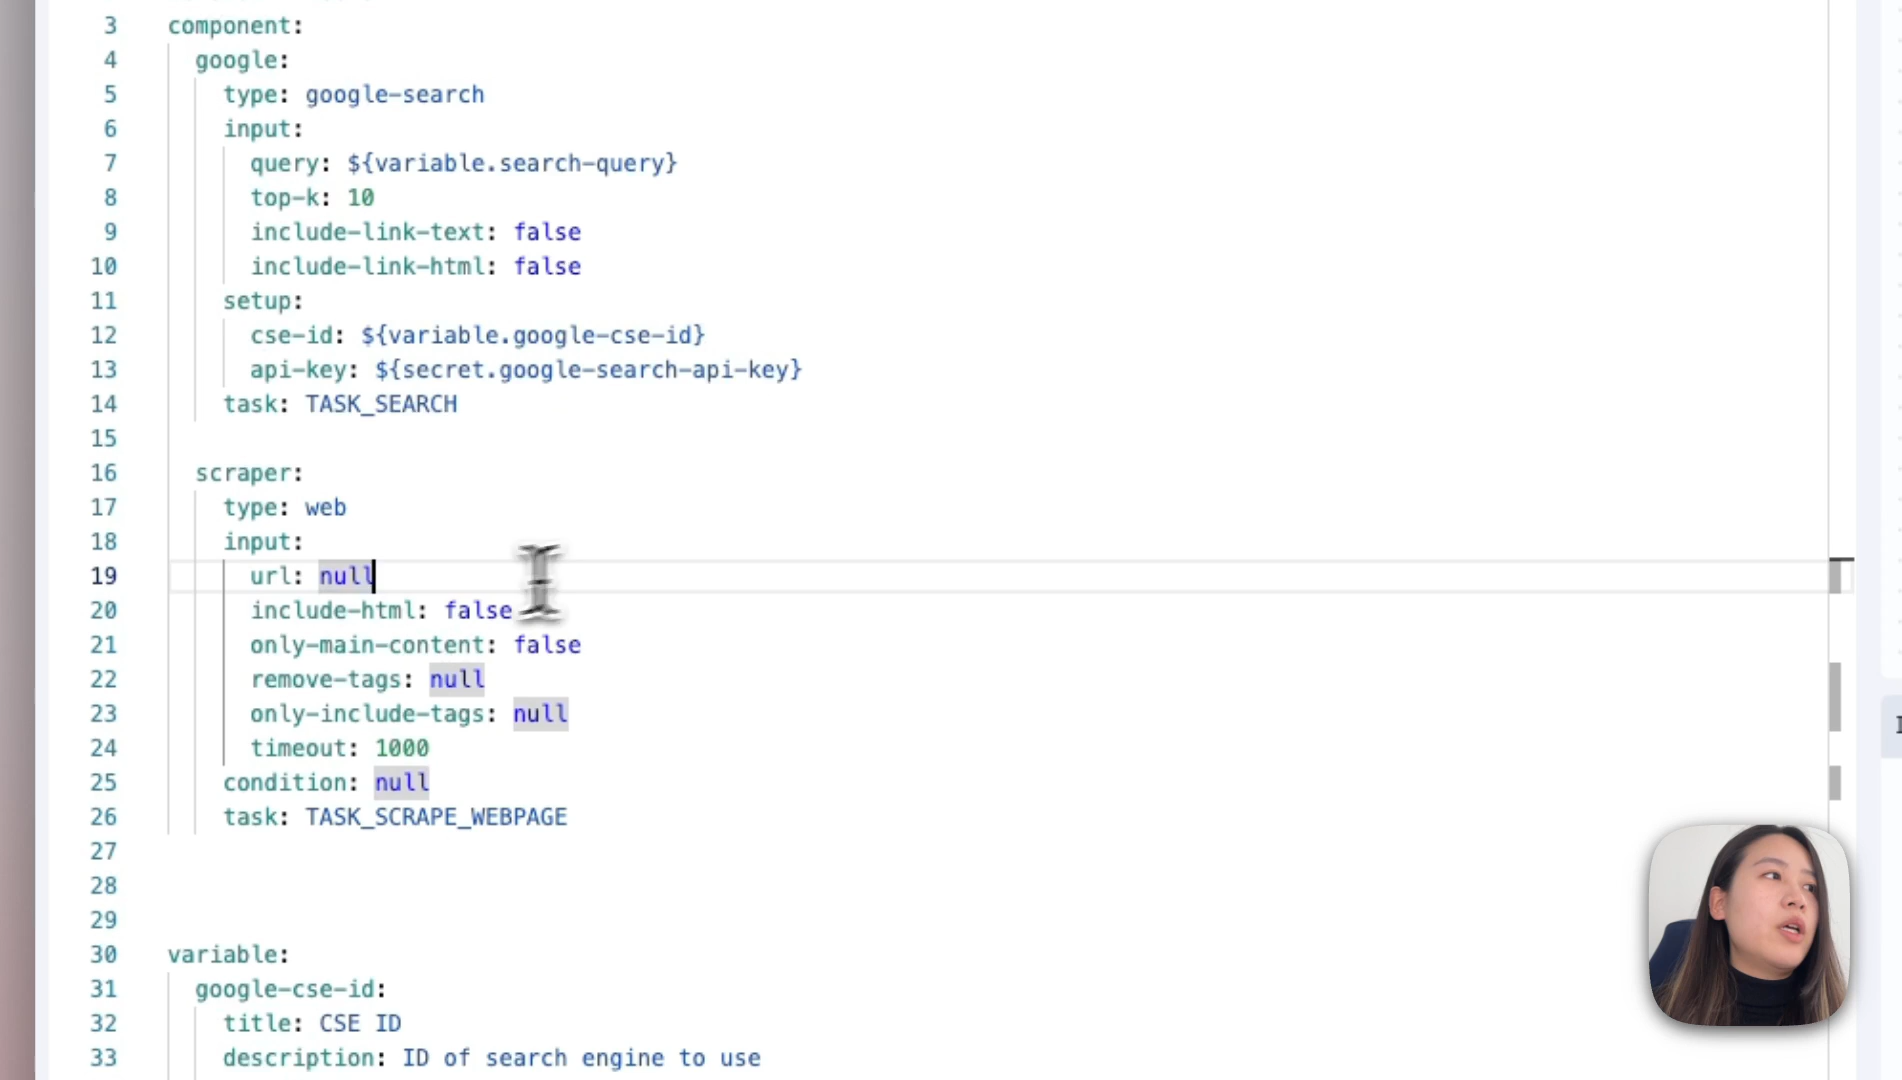 3 component:
4 google:
5 type: google-search
6 input:
7 query: ${variable.search-query}
8 top-k: 10
9 include-link-text: false
10 include-link-html: false
11 setup:
12 cse-id: ${variable.google-cse-id}
13 api-key: ${secret.google-search-api-key}
14 task: TASK_SEARCH
15
16 scraper:
17 type: web
18 input:
19 url: null
20 include-html: false
21 only-main-content: false
22 remove-tags: null
23 only-include-tags: null
24 timeout: 1000
25 condition: null
26 task: TASK_SCRAPE_WEBPAGE
27
28
29
30 variable:
31 google-cse-id:
32 title: CSE ID
33 description: ID of search engine to use